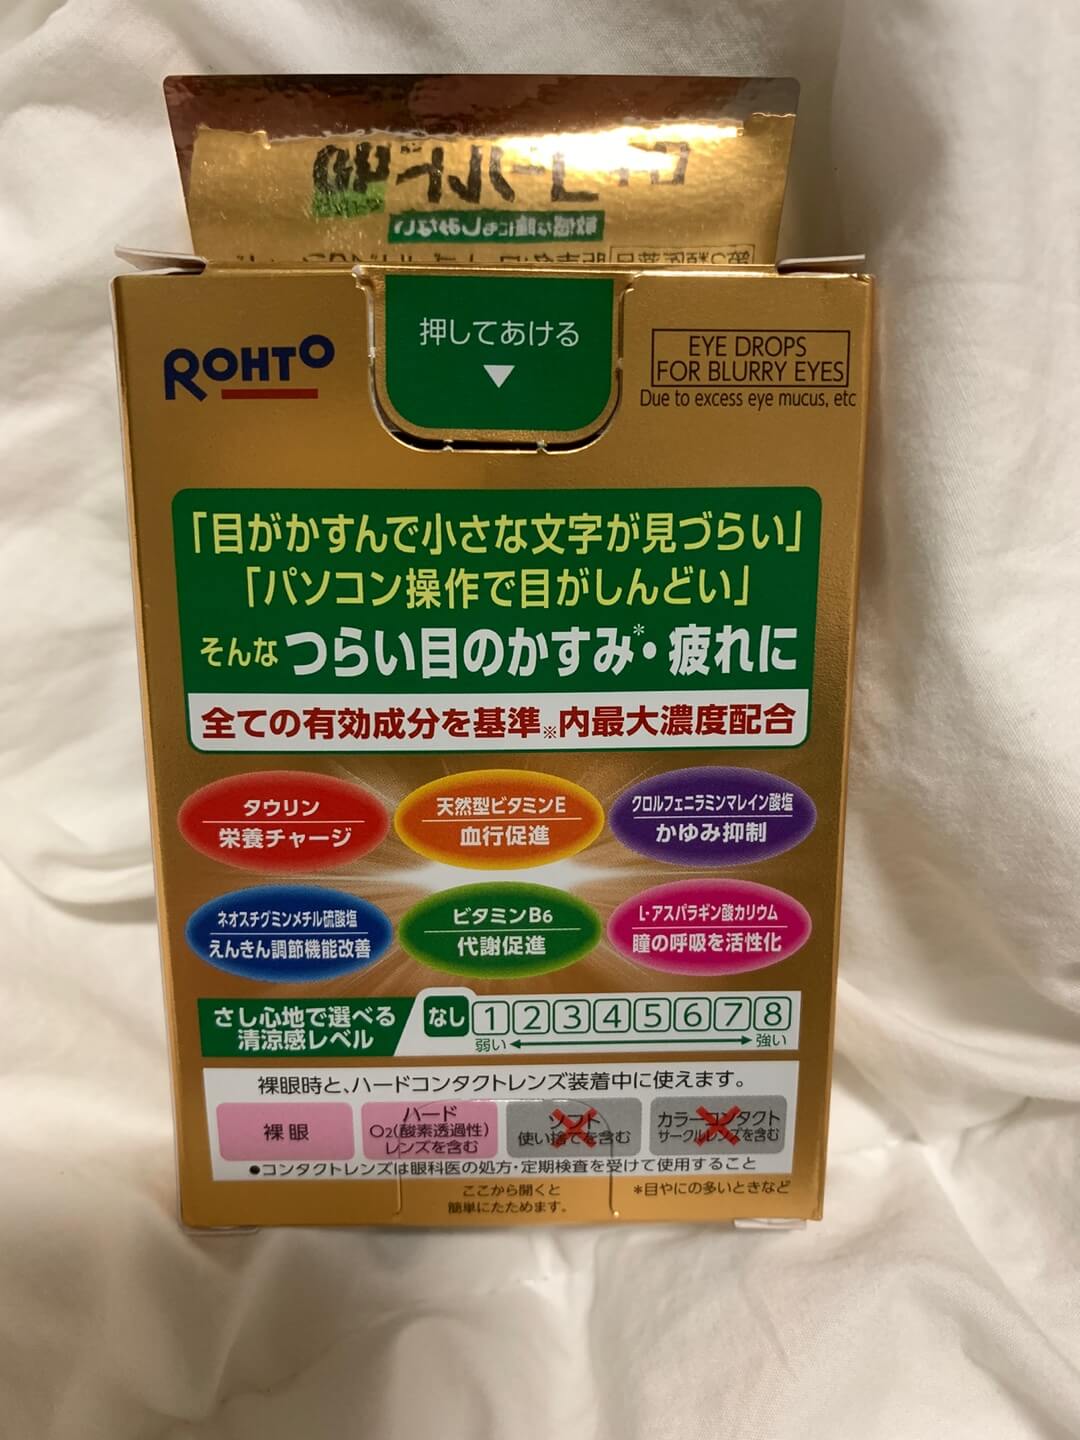 ROHTO
押してあける
EYE DROPS
FOR BLURRY EYES
Due to excess eye mucus, etc
「目がかすんで小さな文字が見づらい」
「パソコン操作で目がしんどい」
そんな つらい目のかすみ*・疲れに
全ての有効成分を基準※内最大濃度配合
タウリン
栄養チャージ
天然型ビタミンE
血行促進
クロルフェニラミンマレイン酸塩
かゆみ抑制
ネオスチグミンメチル硫酸塩
えんきん調節機能改善
ビタミンB6
代謝促進
L-アスパラギン酸カリウム
瞳の呼吸を活性化
さし心地で選べる
清涼感レベル
なし 1 2 3 4 5 6 7 8
弱い 強い
裸眼時と、ハードコンタクトレンズ装着中に使えます。
裸眼
ハード
O2(酸素透過性)
レンズを含む
ソフト
使い捨てを含む
カラーコンタクト
サークルレンズを含む
●コンタクトレンズは眼科医の処方・定期検査を受けて使用すること
ここから開くと
簡単にたためます。
*目やにの多いときなど